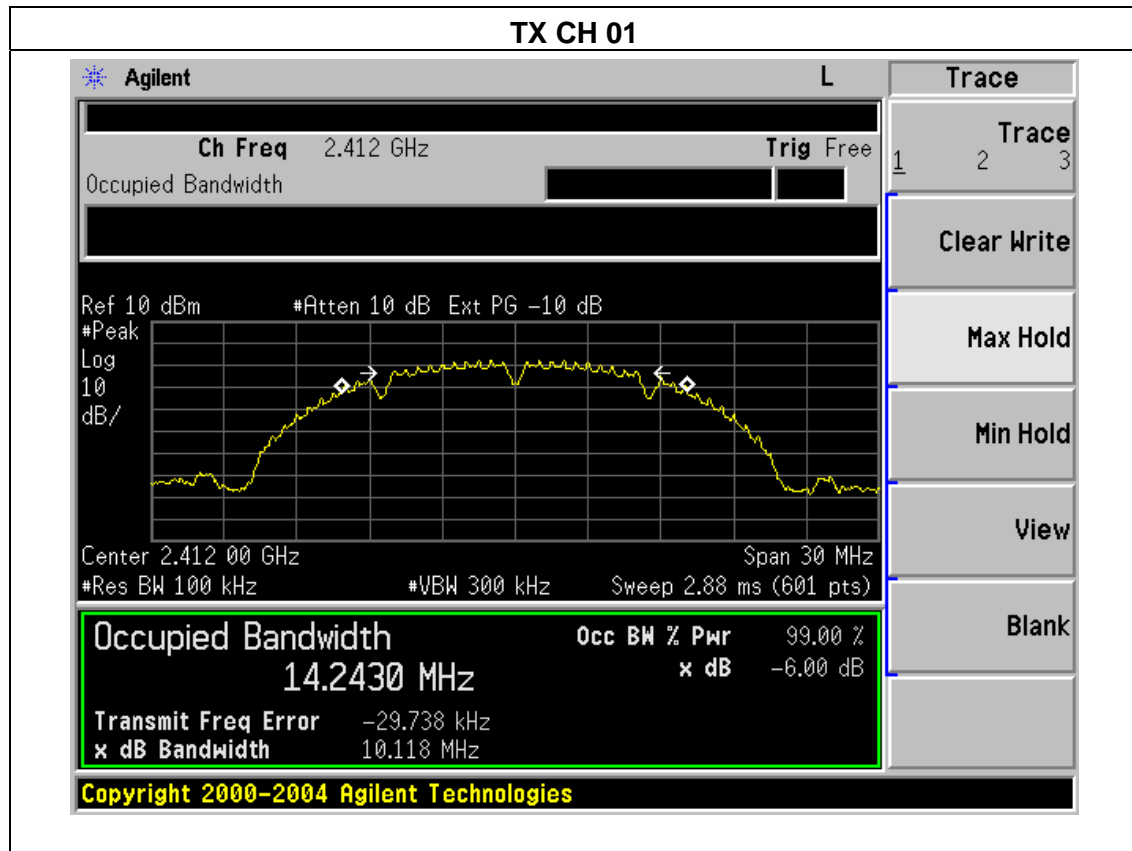 TX CH 01
Agilent L Trace
Ch Freq 2.412 GHz Trig Free
Occupied Bandwidth
Trace
1 2 3
Clear Write
Max Hold
Min Hold
View
Blank
Ref 10 dBm #Atten 10 dB Ext PG -10 dB
#Peak
Log
10
dB/
Center 2.412 00 GHz Span 30 MHz
#Res BW 100 kHz #VBW 300 kHz Sweep 2.88 ms (601 pts)
Occupied Bandwidth Occ BW % Pwr 99.00 %
14.2430 MHz x dB -6.00 dB
Transmit Freq Error -29.738 kHz
x dB Bandwidth 10.118 MHz
Copyright 2000-2004 Agilent Technologies